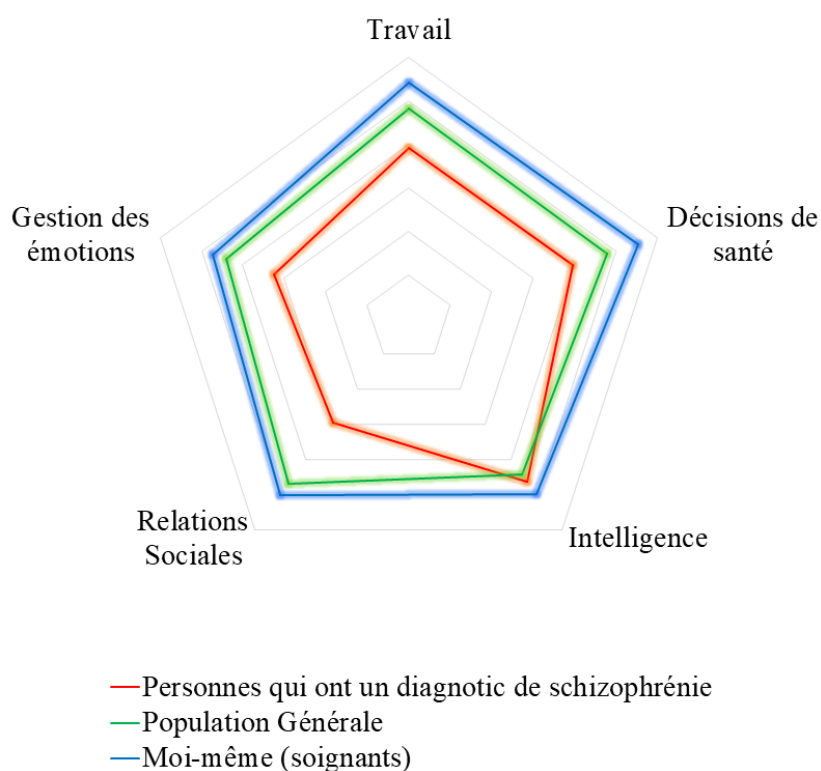 Travail
Gestion des
émotions
Décisions de
santé
Relations
Sociales
Intelligence
Personnes qui ont un diagnotic de schizophrénie
Population Générale
Moi-même (soignants)